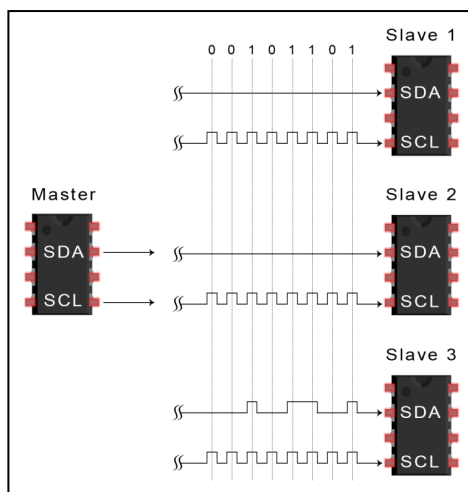 Slave 1
0 0 1 0 1 1 0 1
SDA
SCL
Master
SDA
SCL
Slave 2
SDA
SCL
Slave 3
SDA
SCL